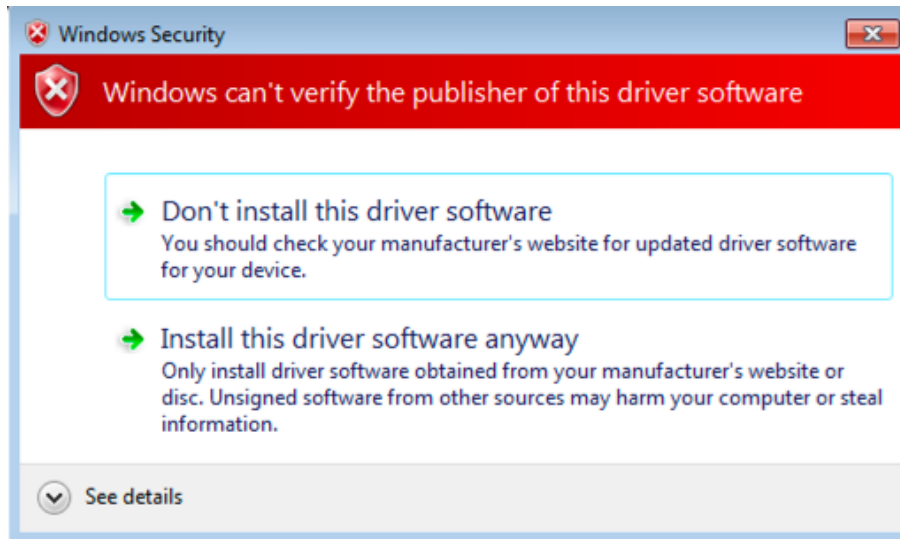 Windows Security
Windows can't verify the publisher of this driver software
Don't install this driver software
You should check your manufacturer's website for updated driver software
for your device.
Install this driver software anyway
Only install driver software obtained from your manufacturer's website or
disc. Unsigned software from other sources may harm your computer or steal
information.
See details